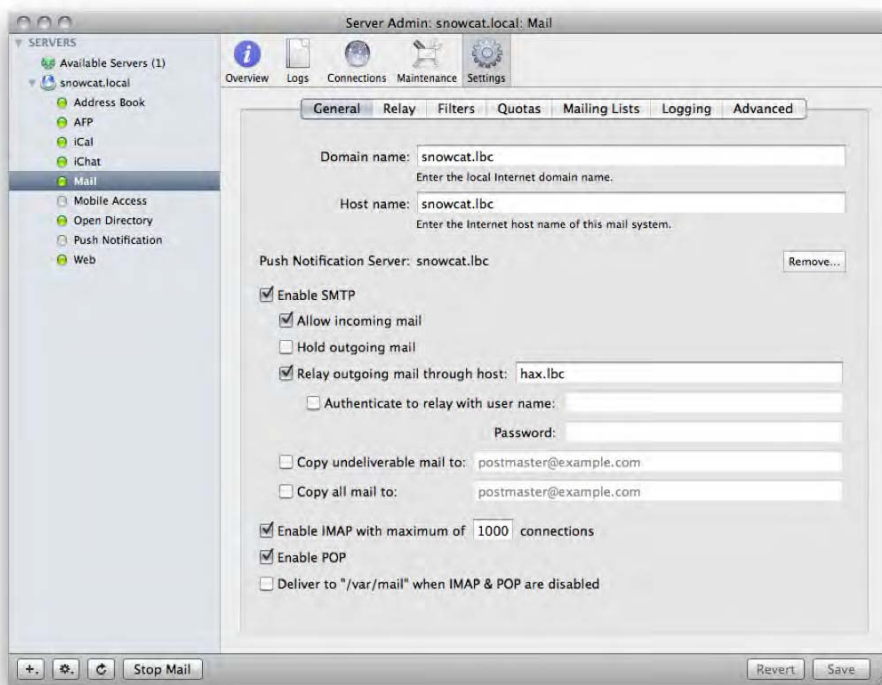 Server Admin: snowcat.local: Mail
SERVERS
Available Servers (1)
snowcat.local
Address Book
AFP
iCal
iChat
Mail
Mobile Access
Open Directory
Push Notification
Web
Overview Logs Connections Maintenance Settings
General Relay Filters Quotas Mailing Lists Logging Advanced
Domain name: snowcat.lbc
Enter the local Internet domain name.
Host name: snowcat.lbc
Enter the Internet host name of this mail system.
Push Notification Server: snowcat.lbc Remove...
Enable SMTP
Allow incoming mail
Hold outgoing mail
Relay outgoing mail through host: hax.lbc
Authenticate to relay with user name:
Password:
Copy undeliverable mail to: postmaster@example.com
Copy all mail to: postmaster@example.com
Enable IMAP with maximum of 1000 connections
Enable POP
Deliver to "/var/mail" when IMAP & POP are disabled
Stop Mail Revert Save